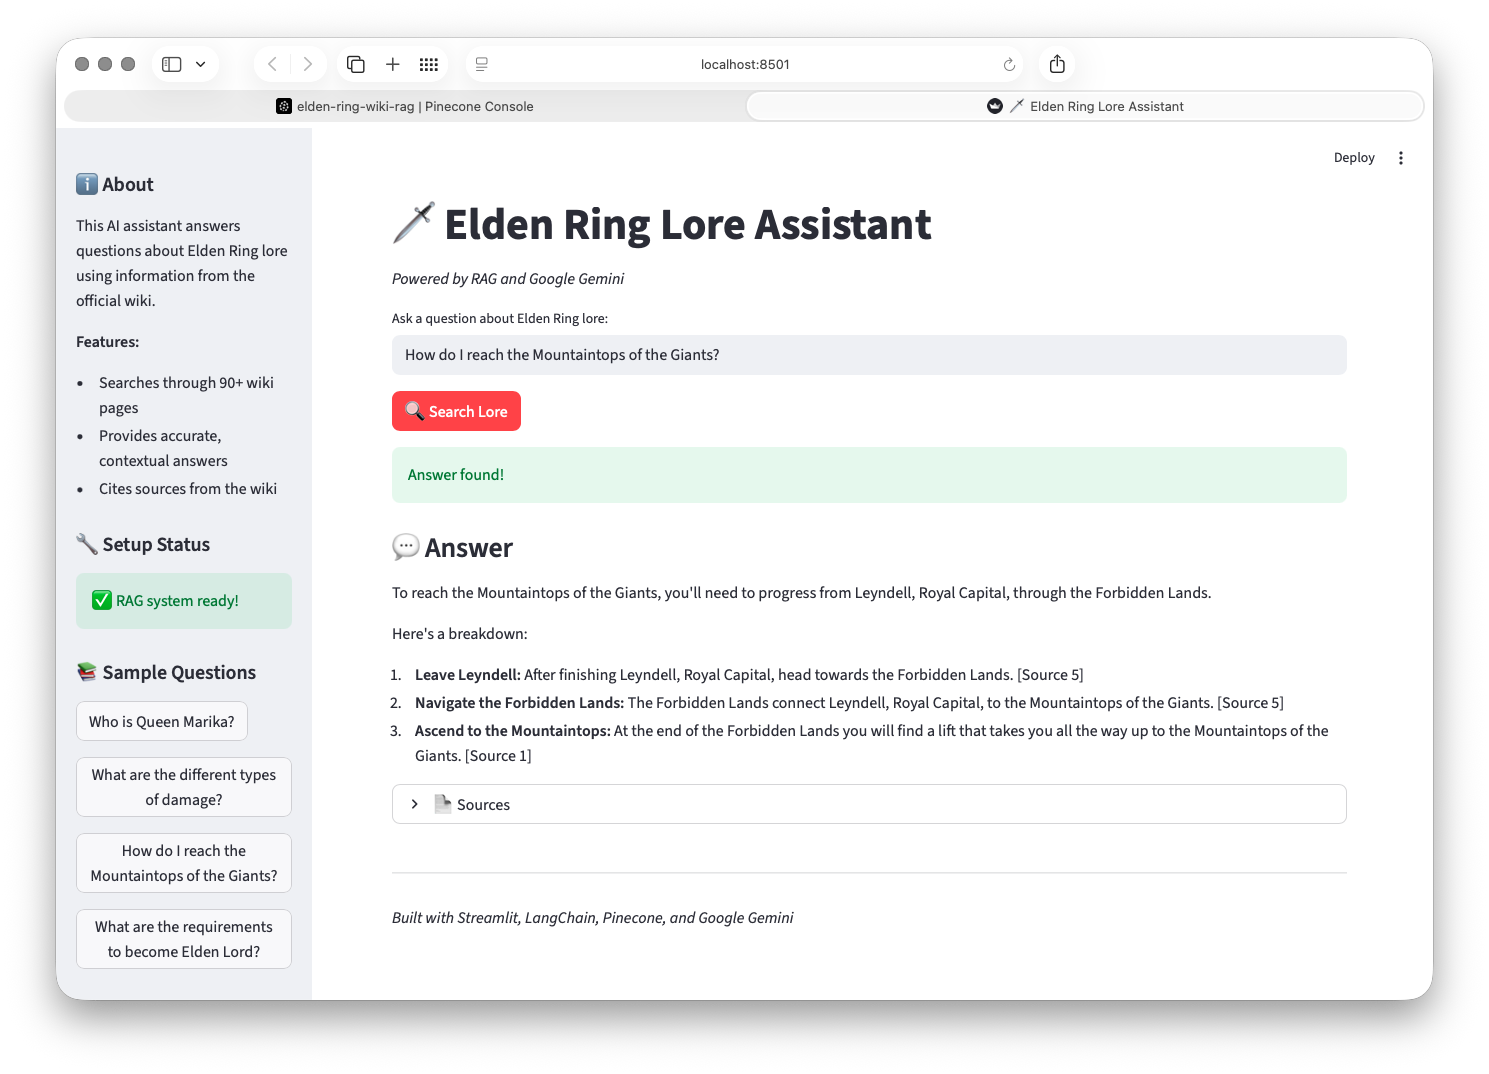 localhost:8501
elden-ring-wiki-rag | Pinecone Console
Elden Ring Lore Assistant
About
This AI assistant answers
questions about Elden Ring lore
using information from the
official wiki.
Features:
• Searches through 90+ wiki
pages
• Provides accurate,
contextual answers
• Cites sources from the wiki
Setup Status
RAG system ready!
Sample Questions
Who is Queen Marika?
What are the different types
of damage?
How do I reach the
Mountaintops of the Giants?
What are the requirements
to become Elden Lord?
Deploy
Elden Ring Lore Assistant
Powered by RAG and Google Gemini
Ask a question about Elden Ring lore:
How do I reach the Mountaintops of the Giants?
Search Lore
Answer found!
Answer
To reach the Mountaintops of the Giants, you'll need to progress from Leyndell, Royal Capital, through the Forbidden Lands.
Here's a breakdown:
1. Leave Leyndell: After finishing Leyndell, Royal Capital, head towards the Forbidden Lands. [Source 5]
2. Navigate the Forbidden Lands: The Forbidden Lands connect Leyndell, Royal Capital, to the Mountaintops of the Giants. [Source 5]
3. Ascend to the Mountaintops: At the end of the Forbidden Lands you will find a lift that takes you all the way up to the Mountaintops of the
Giants. [Source 1]
Sources
Built with Streamlit, LangChain, Pinecone, and Google Gemini